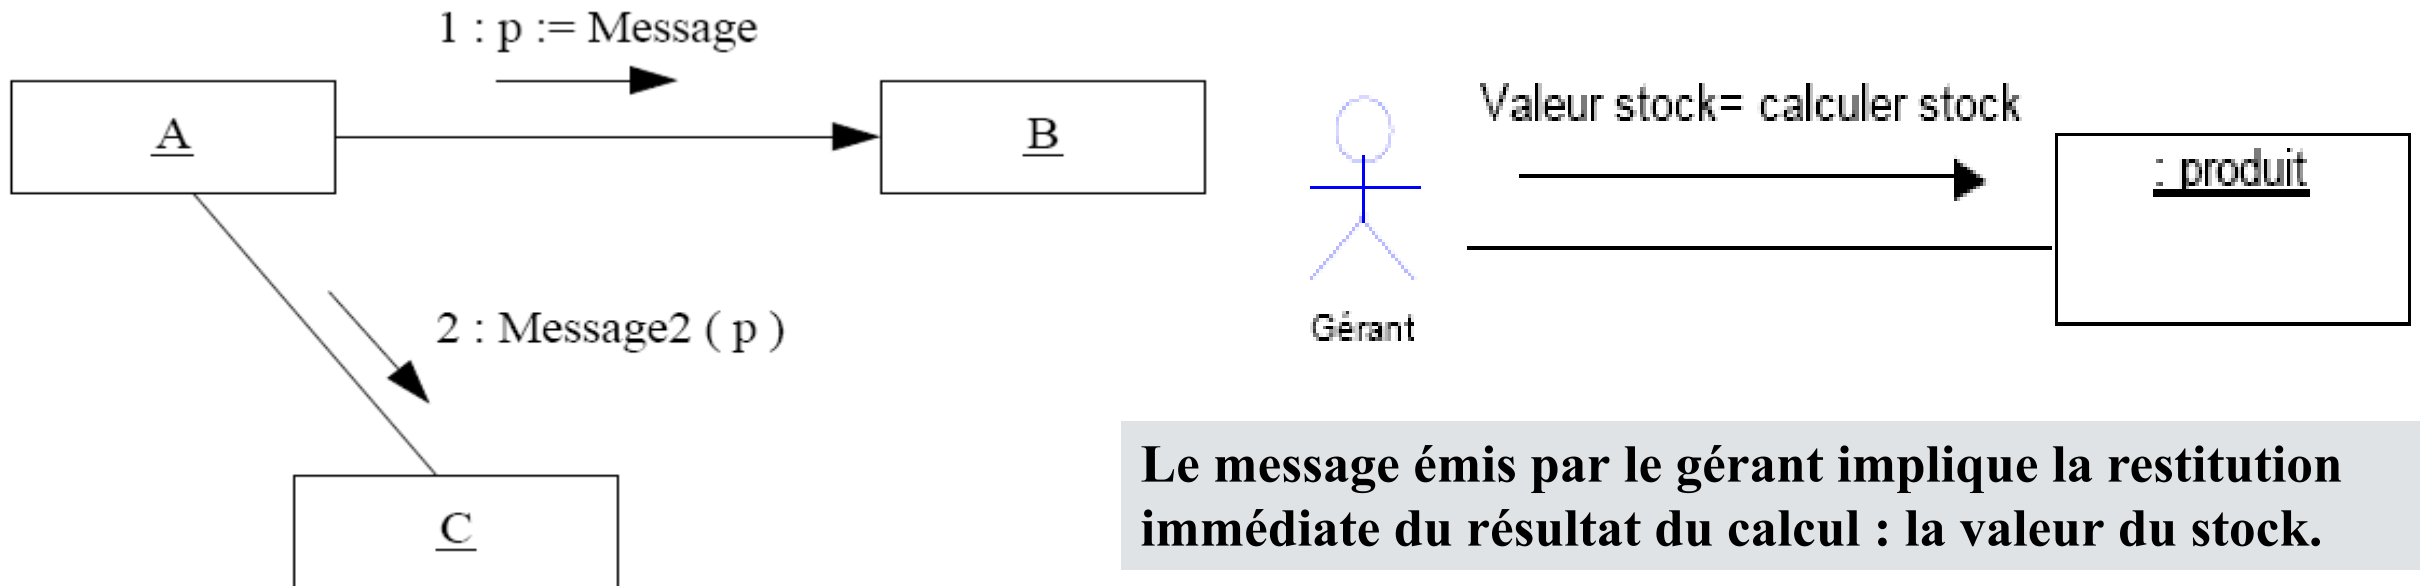 1 : p := Message
A
B
2 : Message2 ( p )
C
Valeur stock= calculer stock
: produit
Gérant
Le message émis par le gérant implique la restitution
immédiate du résultat du calcul : la valeur du stock.